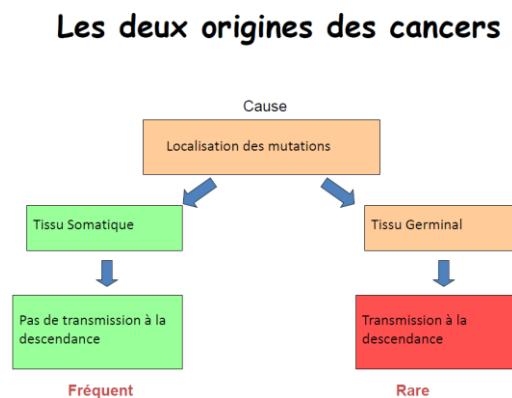 Les deux origines des cancers
Cause
Localisation des mutations
Tissu Somatique
Tissu Germinal
Pas de transmission à la
descendance
Transmission à la
descendance
Fréquent
Rare